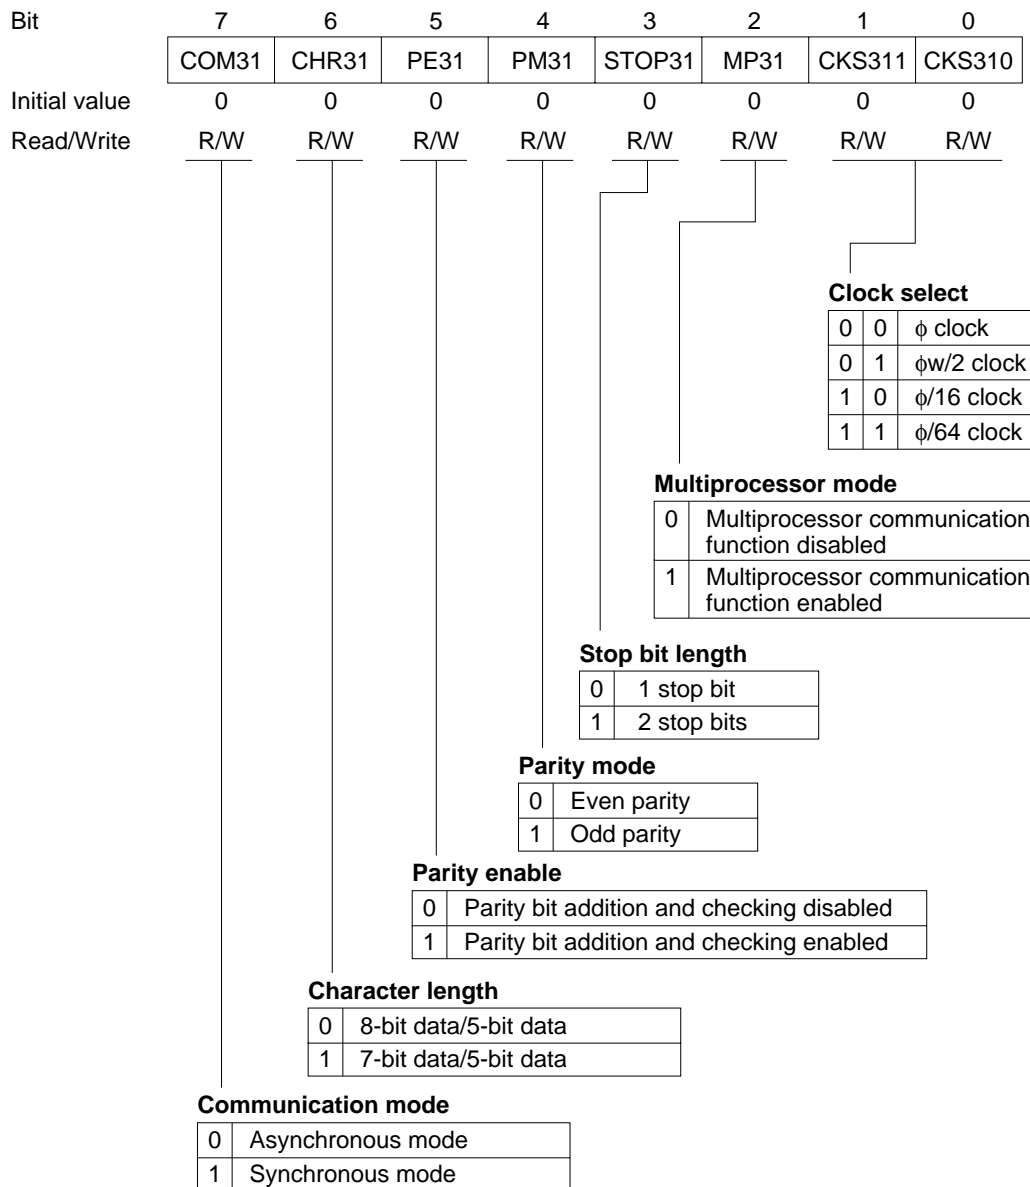 Bit 7 6 5 4 3 2 1 0
COM31 CHR31 PE31 PM31 STOP31 MP31 CKS311 CKS310
Initial value 0 0 0 0 0 0 0 0
Read/Write R/W R/W R/W R/W R/W R/W R/W R/W
Clock select
0 0 ϕ clock
0 1 ϕw/2 clock
1 0 ϕ/16 clock
1 1 ϕ/64 clock
Multiprocessor mode
0 Multiprocessor communication
function disabled
1 Multiprocessor communication
function enabled
Stop bit length
0 1 stop bit
1 2 stop bits
Parity mode
0 Even parity
1 Odd parity
Parity enable
0 Parity bit addition and checking disabled
1 Parity bit addition and checking enabled
Character length
0 8-bit data/5-bit data
1 7-bit data/5-bit data
Communication mode
0 Asynchronous mode
1 Synchronous mode